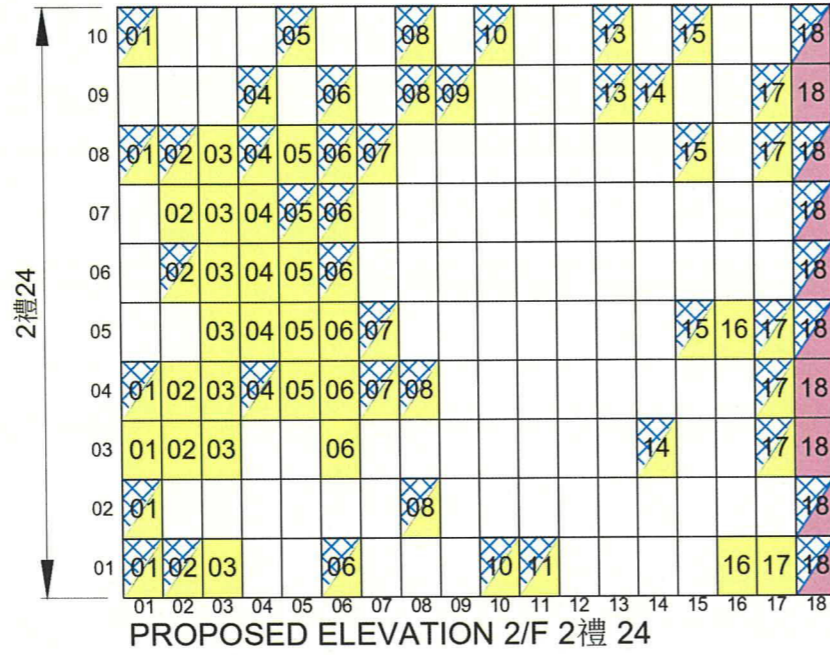 10 01 05 08 10 13 15 18
09 04 06 08 09 13 14 17 18
08 01 02 03 04 05 06 07 15 17 18
07 02 03 04 05 06 18
06 02 03 04 05 06 18
2禮24
05 03 04 05 06 07 15 16 17 18
04 01 02 03 04 05 06 07 08 17 18
03 01 02 03 06 14 17 18
02 01 08 18
01 01 02 03 06 10 11 16 17 18
01 02 03 04 05 06 07 08 09 10 11 12 13 14 15 16 17 18
PROPOSED ELEVATION 2/F 2禮 24